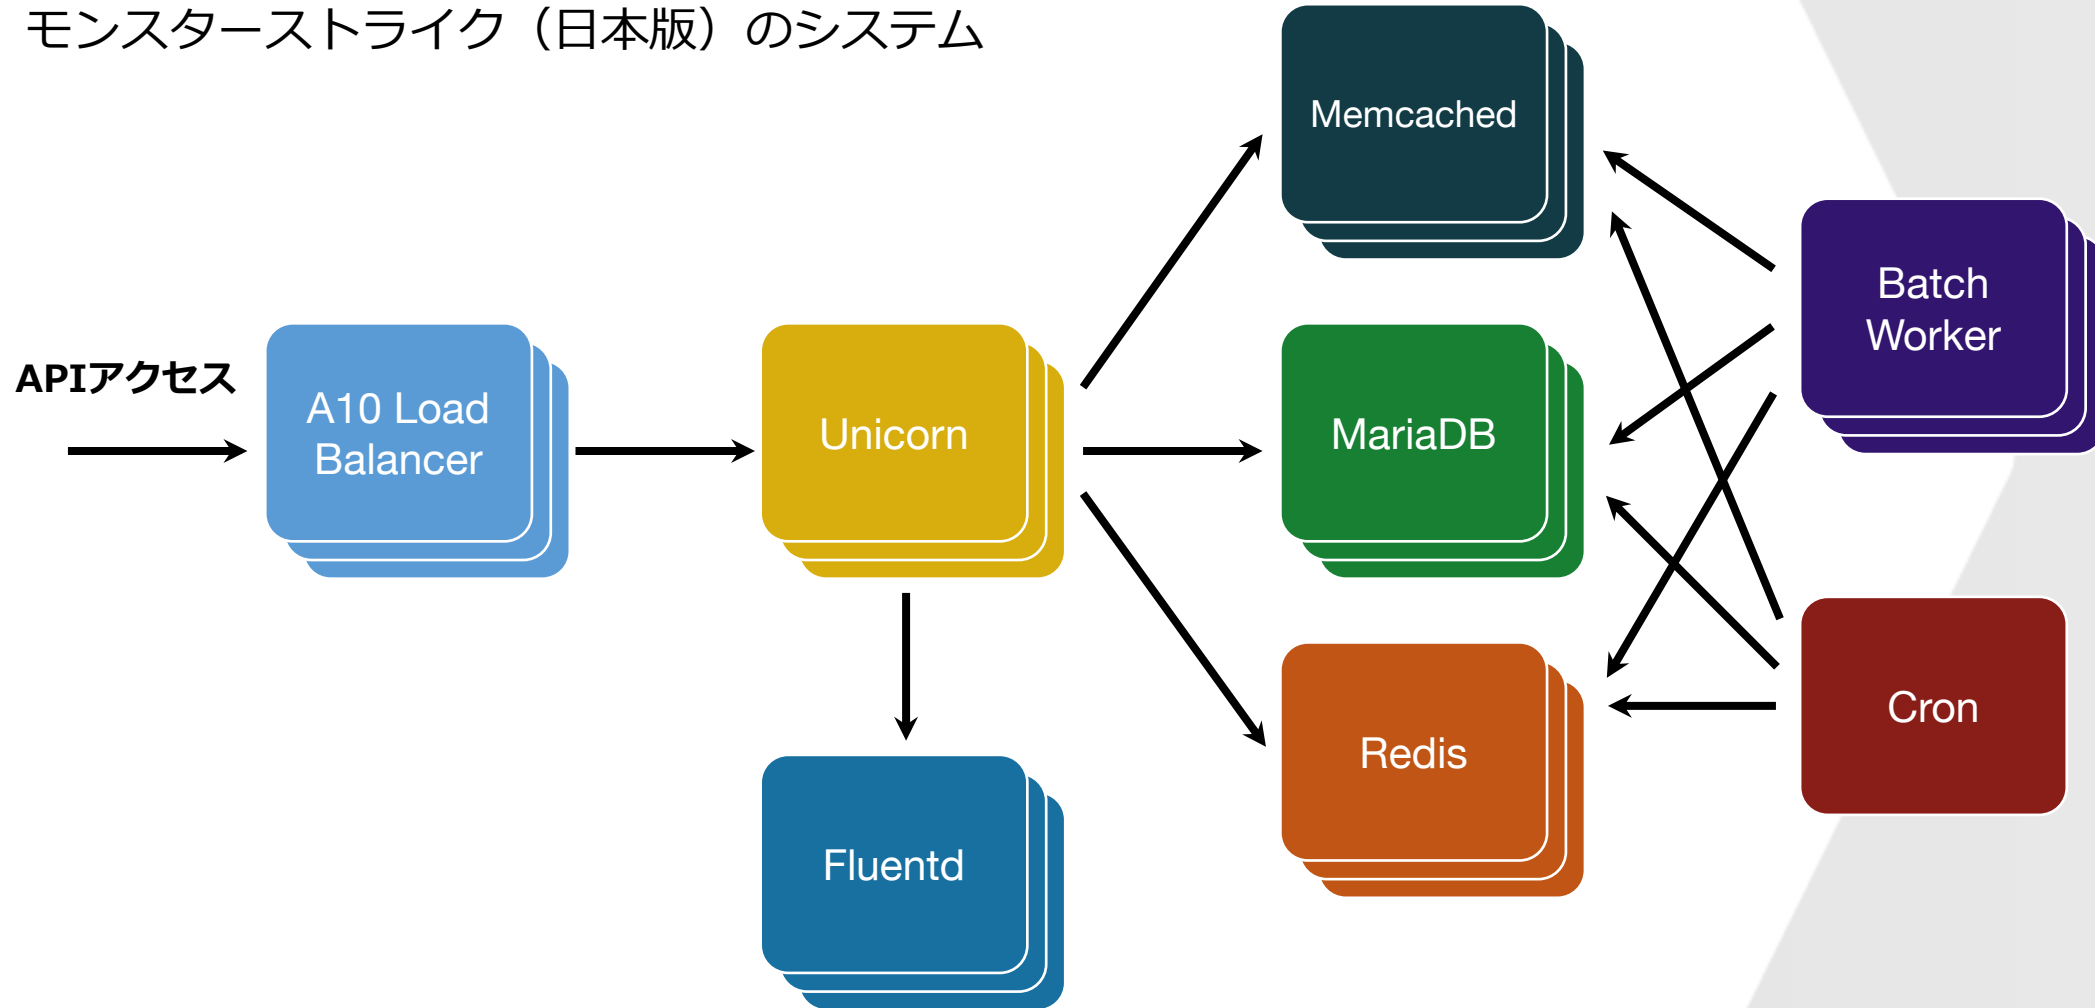 モンスターストライク（日本版）のシステム
APIアクセス
A10 Load
Balancer
Unicorn
Fluentd
Memcached
MariaDB
Redis
Batch
Worker
Cron